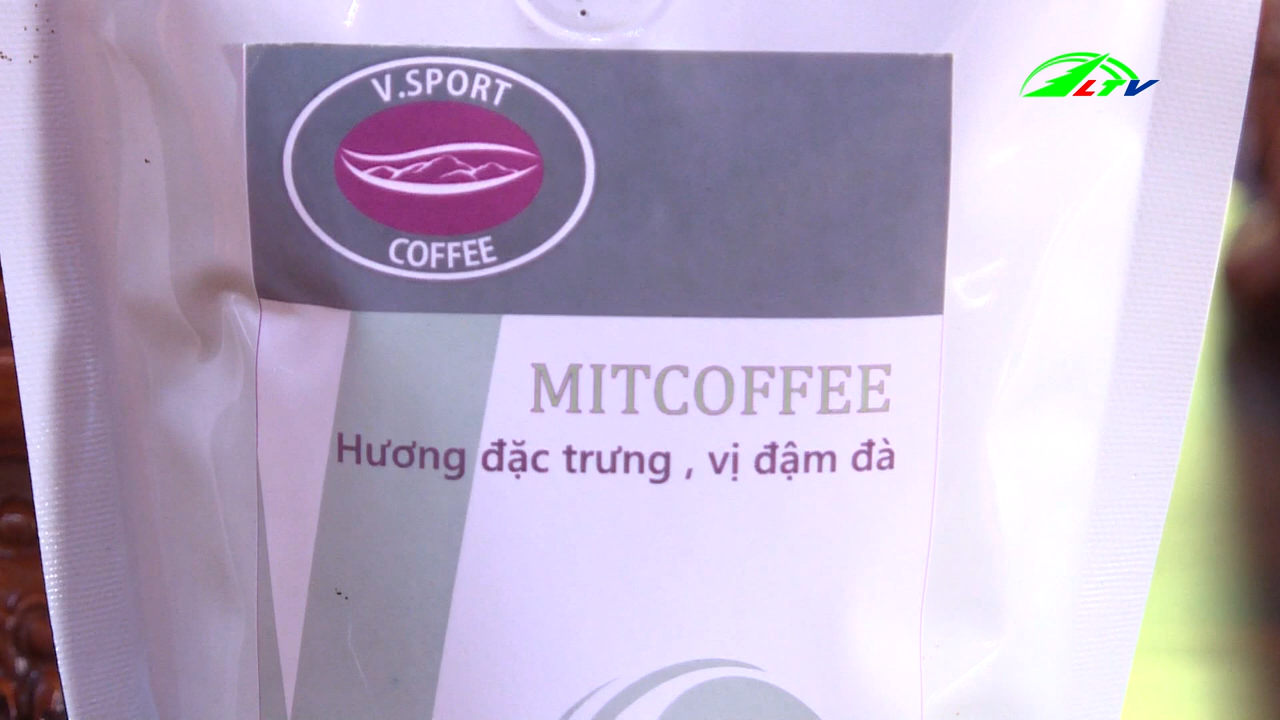 V.SPORT
COFFEE
LTV
MITCOFFEE
Hương đặc trưng , vị đậm đà